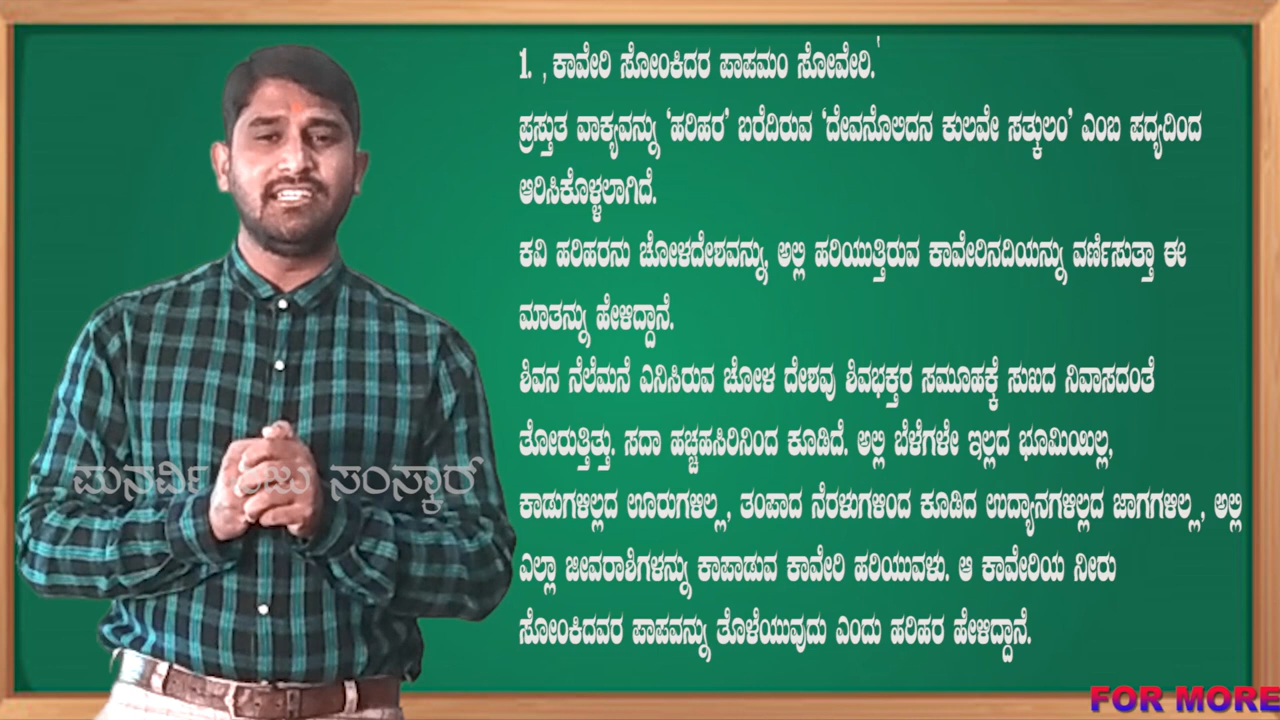 1. , ಕಾವೇರಿ ಸೋಂಕಿದರ ಪಾಪಮಂ ಸೋವೇರಿ.'
ಪ್ರಸ್ತುತ ವಾಕ್ಯವನ್ನು 'ಹರಿಹರ' ಬರೆದಿರುವ 'ದೇವನೊಲಿದನ ಕುಲವೇ ಸತ್ಕುಲಂ' ಎಂಬ ಪದ್ಯದಿಂದ
ಆರಿಸಿಕೊಳ್ಳಲಾಗಿದೆ.
ಕವಿ ಹರಿಹರನು ಚೋಳದೇಶವನ್ನು, ಅಲ್ಲಿ ಹರಿಯುತ್ತಿರುವ ಕಾವೇರಿನದಿಯನ್ನು ವರ್ಣಿಸುತ್ತಾ ಈ
ಮಾತನ್ನು ಹೇಳಿದ್ದಾನೆ.
ಶಿವನ ನೆಲೆಮನೆ ಎನಿಸಿರುವ ಚೋಳ ದೇಶವು ಶಿವಭಕ್ತರ ಸಮೂಹಕ್ಕೆ ಸುಖದ ನಿವಾಸದಂತೆ
ತೋರುತ್ತಿತ್ತು. ಸದಾ ಹಚ್ಚಹಸಿರಿನಿಂದ ಕೂಡಿದೆ. ಅಲ್ಲಿ ಬೆಳೆಗಳೇ ಇಲ್ಲದ ಭೂಮಿಯಿಲ್ಲ,
ಕಾಡುಗಳಿಲ್ಲದ ಊರುಗಳಿಲ್ಲ, ತಂಪಾದ ನೆರಳುಗಳಿಂದ ಕೂಡಿದ ಉದ್ಯಾನಗಳಿಲ್ಲದ ಜಾಗಗಳಿಲ್ಲ, ಅಲ್ಲಿ
ಎಲ್ಲಾ ಜೀವರಾಶಿಗಳನ್ನು ಕಾಪಾಡುವ ಕಾವೇರಿ ಹರಿಯುವಳು. ಆ ಕಾವೇರಿಯ ನೀರು
ಸೋಂಕಿದವರ ಪಾಪವನ್ನು ತೊಳೆಯುವುದು ಎಂದು ಹರಿಹರ ಹೇಳಿದ್ದಾನೆ.
ಸಂಸ್ಕಾರ್
FOR MORE